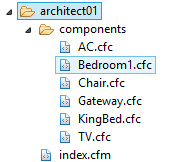 architect01
components
AC.cfc
Bedroom1.cfc
Chair.cfc
Gateway.cfc
KingBed.cfc
TV.cfc
index.cfm